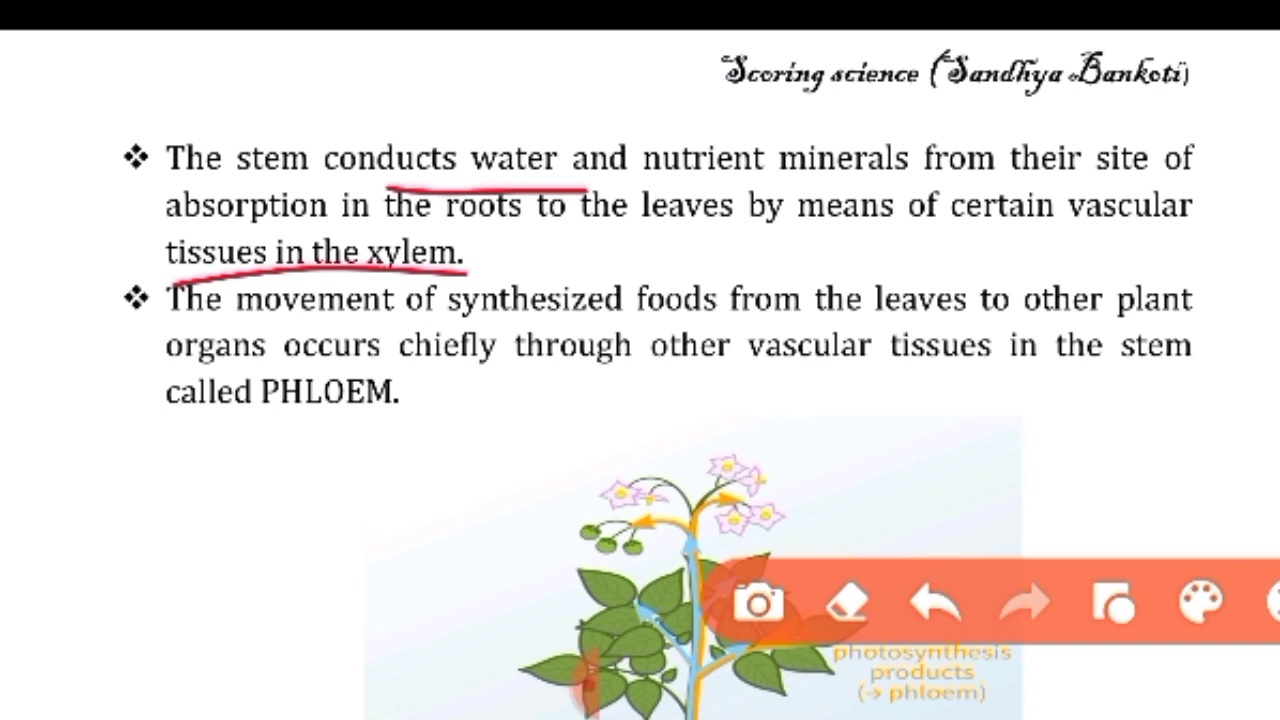 Scoring science (Sandhya Bankoti)
❖ The stem conducts water and nutrient minerals from their site of
absorption in the roots to the leaves by means of certain vascular
tissues in the xylem.
❖ The movement of synthesized foods from the leaves to other plant
organs occurs chiefly through other vascular tissues in the stem
called PHLOEM.
photosynthesis
products
(→ phloem)